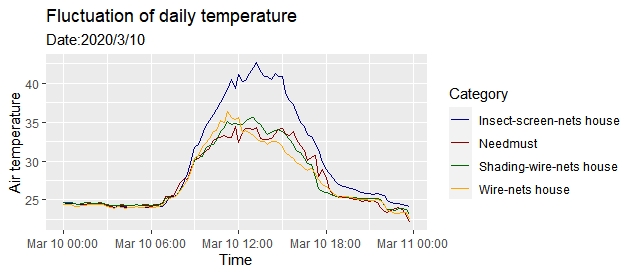 Fluctuation of daily temperature
Date:2020/3/10
Air temperature
40
35
30
25
Mar 10 00:00 Mar 10 06:00 Mar 10 12:00 Mar 10 18:00 Mar 11 00:00
Time
Category
Insect-screen-nets house
Needmust
Shading-wire-nets house
Wire-nets house